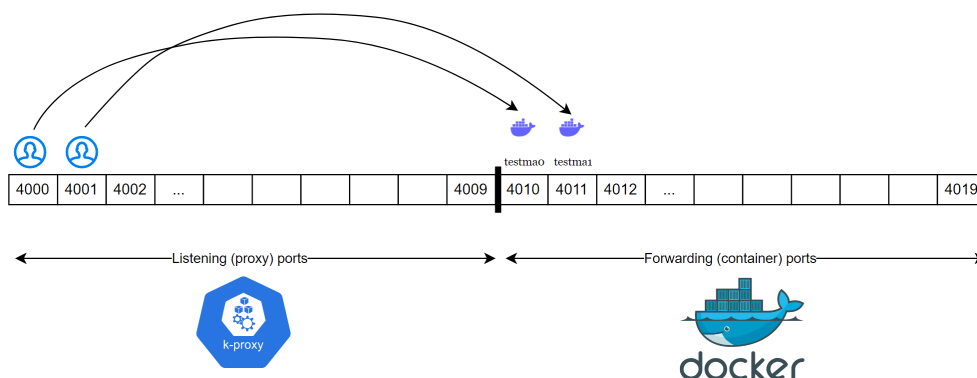 testma0 testma1
4000 4001 4002 ... 4009 4010 4011 4012 ... 4019
Listening (proxy) ports Forwarding (container) ports
k-proxy
docker